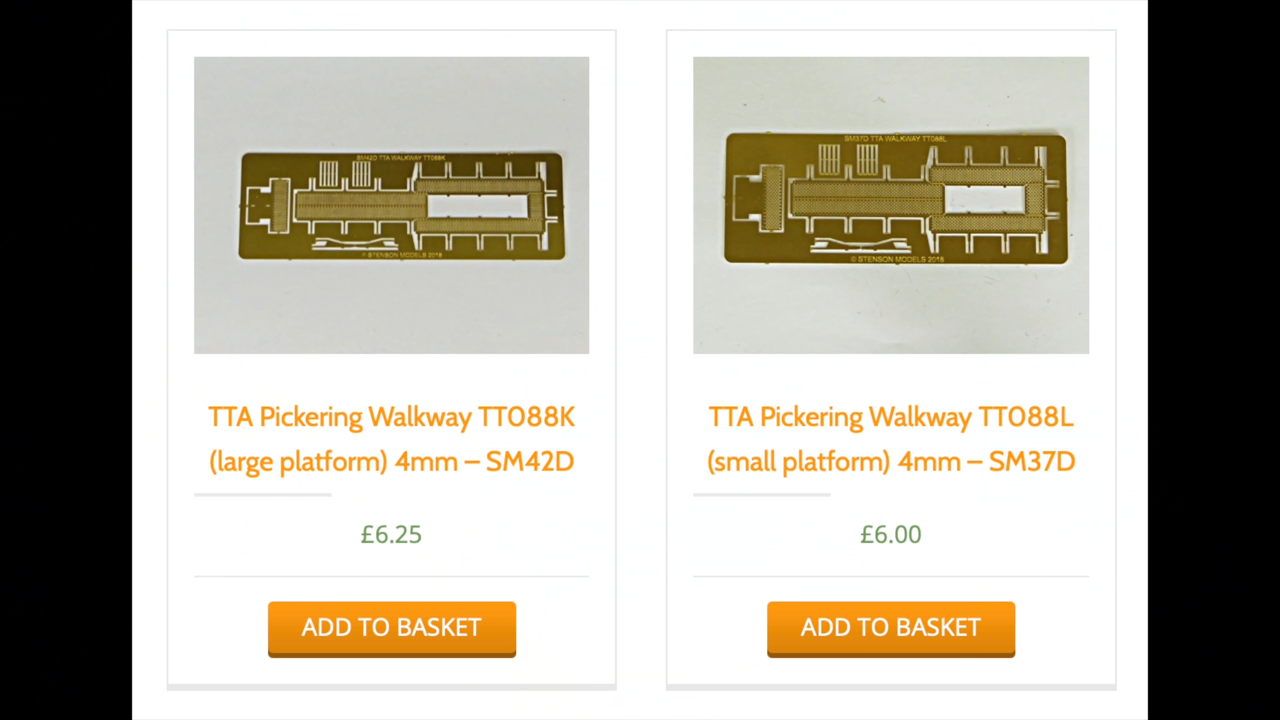 SM42D TTA WALKWAY TT088K
© STENSON MODELS 2018
TTA Pickering Walkway TT088K
(large platform) 4mm – SM42D
£6.25
ADD TO BASKET
SM37D TTA WALKWAY TT088L
© STENSON MODELS 2018
TTA Pickering Walkway TT088L
(small platform) 4mm – SM37D
£6.00
ADD TO BASKET